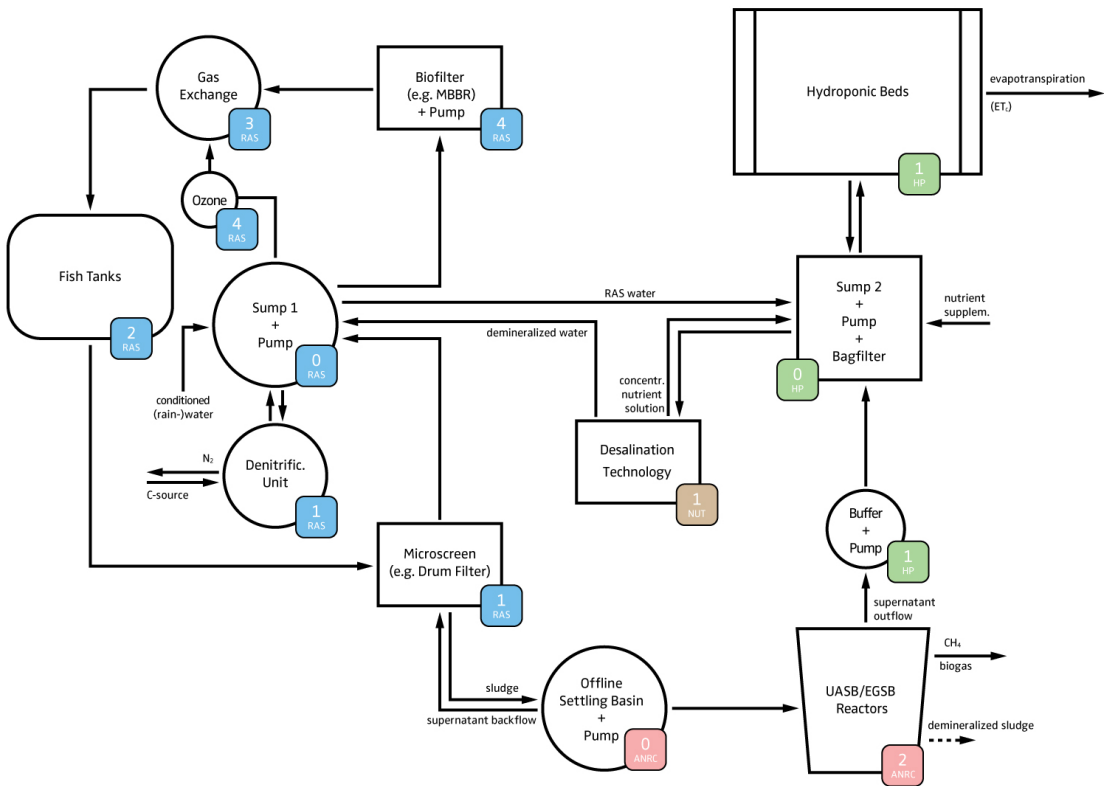 Gas
Exchange
3
RAS
Biofilter
(e.g. MBBR)
+ Pump
4
RAS
Hydroponic Beds
1
HP
evapotranspiration
(ETc)
Ozone
4
RAS
Fish Tanks
2
RAS
Sump 1
+
Pump
0
RAS
RAS water
demineralized water
Sump 2
+
Pump
+
Bagfilter
0
HP
nutrient
supplem.
conditioned
(rain-)water
concentr.
nutrient
solution
Desalination
Technology
1
NUT
N₂
C-source
Denitrific.
Unit
1
RAS
Buffer
+
Pump
1
HP
Microscreen
(e.g. Drum Filter)
1
RAS
supernatant
outflow
sludge
supernatant backflow
Offline
Settling Basin
+
Pump
0
ANRC
UASB/EGSB
Reactors
2
ANRC
CH₄
biogas
demineralized sludge